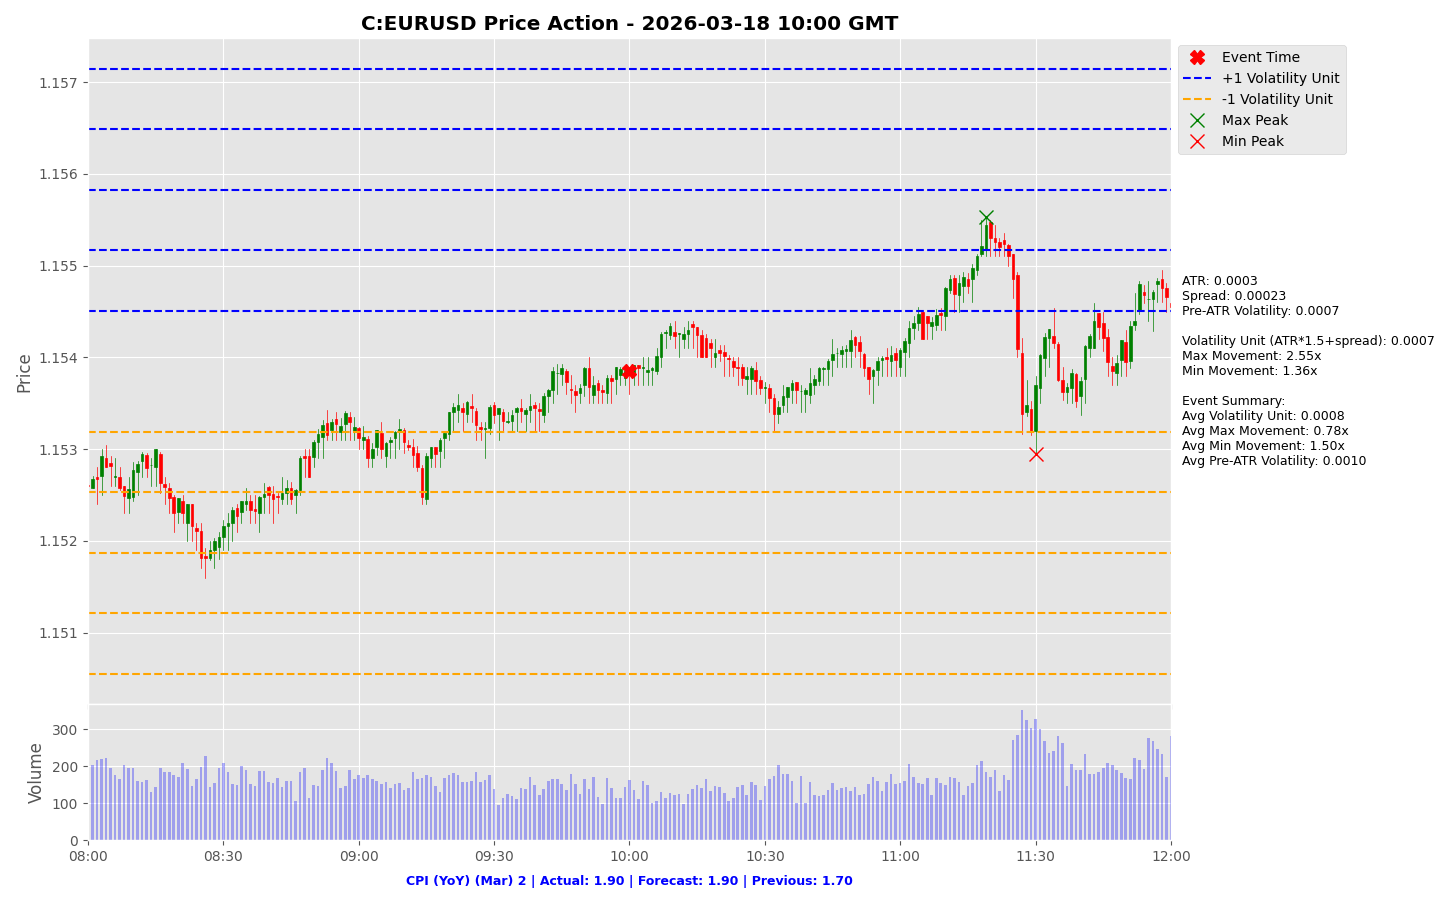 C:EURUSD Price Action - 2026-03-18 10:00 GMT
Event Time
+1 Volatility Unit
-1 Volatility Unit
Max Peak
Min Peak
Price
1.157
1.156
1.155
1.154
1.153
1.152
1.151
ATR: 0.0003
Spread: 0.00023
Pre-ATR Volatility: 0.0007
Volatility Unit (ATR*1.5+spread): 0.0007
Max Movement: 2.55x
Min Movement: 1.36x
Event Summary:
Avg Volatility Unit: 0.0008
Avg Max Movement: 0.78x
Avg Min Movement: 1.50x
Avg Pre-ATR Volatility: 0.0010
Volume
300
200
100
0
08:00 08:30 09:00 09:30 10:00 10:30 11:00 11:30 12:00
CPI (YoY) (Mar) 2 | Actual: 1.90 | Forecast: 1.90 | Previous: 1.70